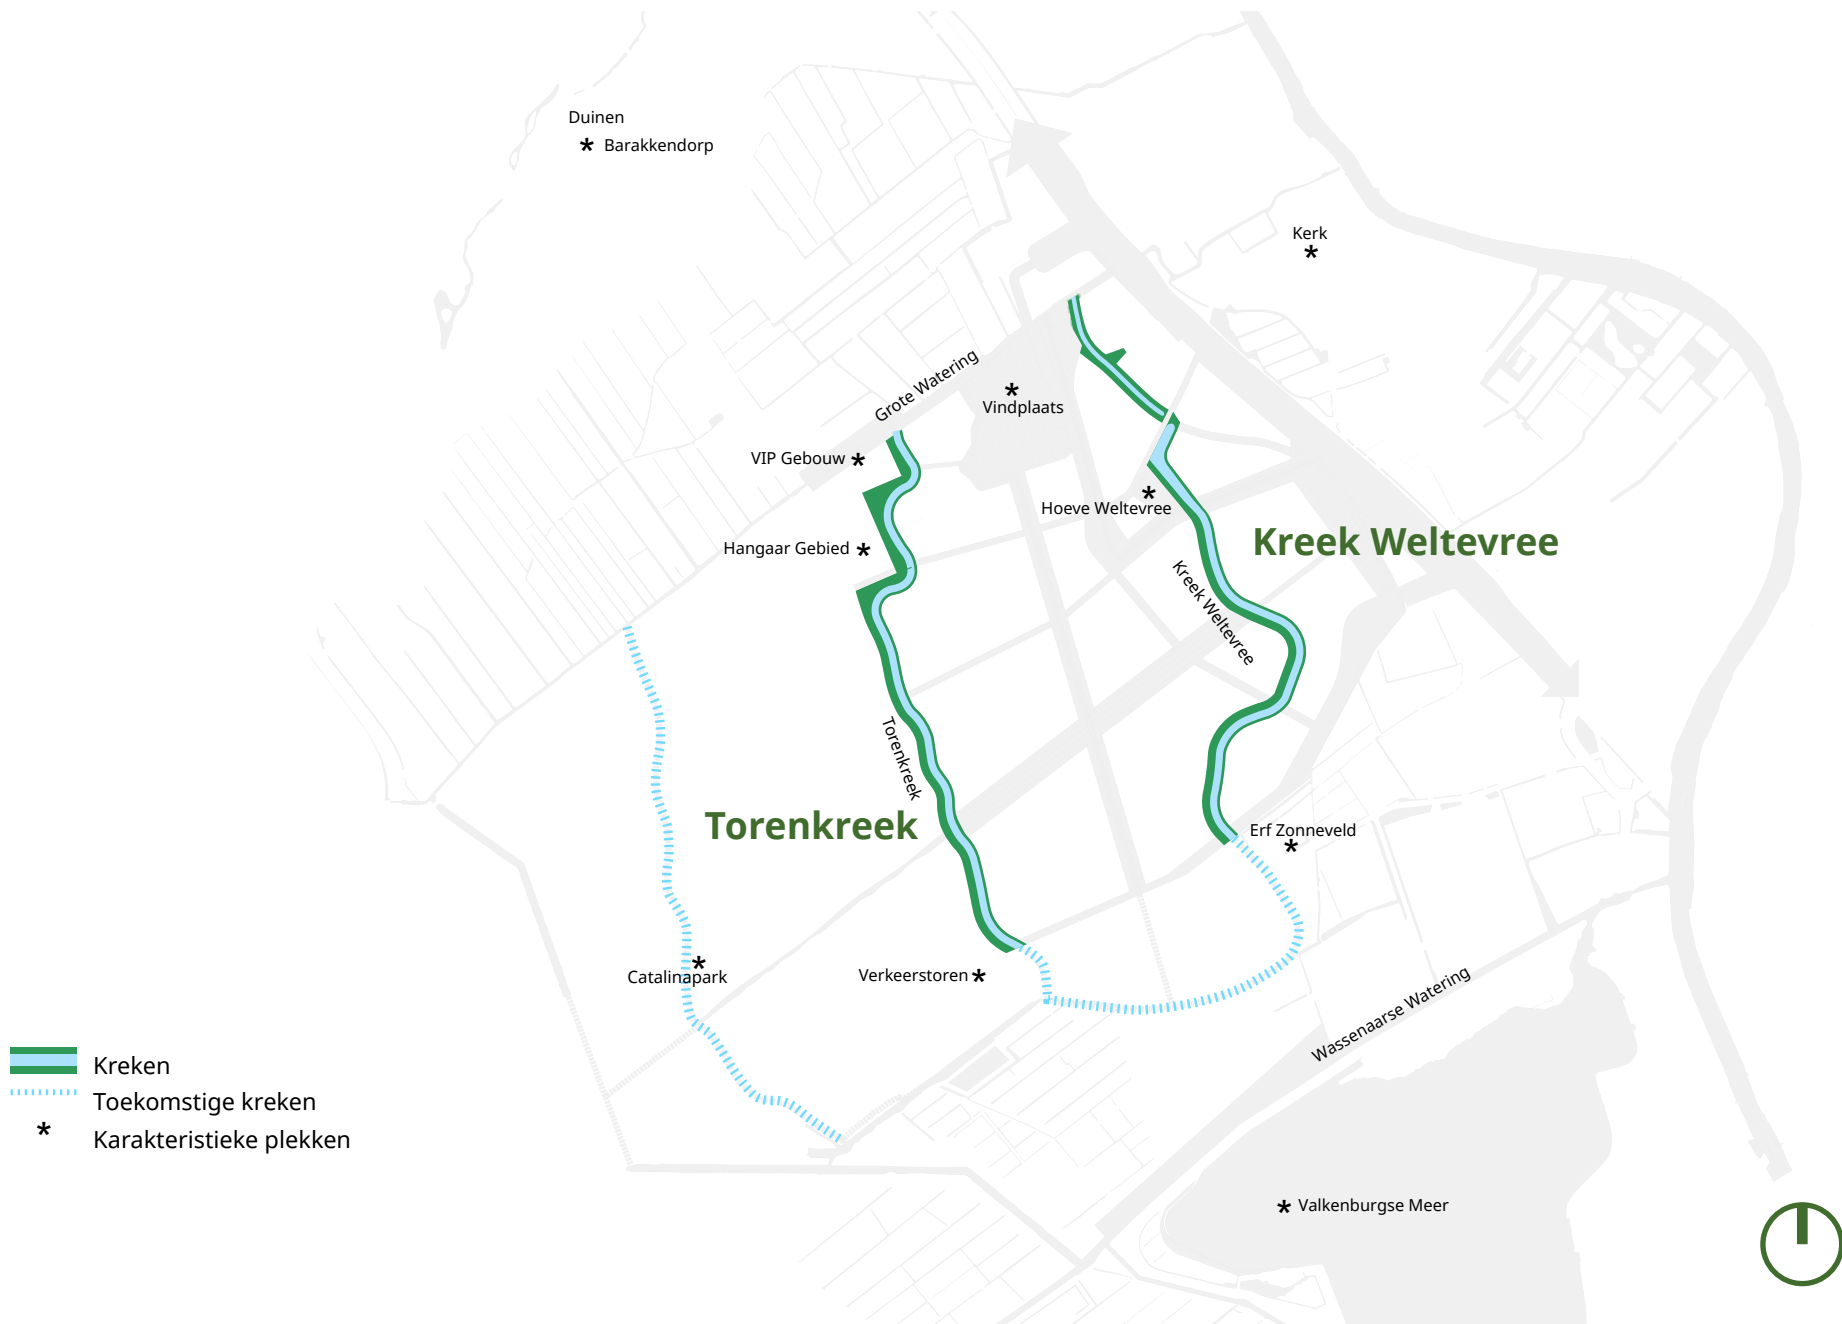 Duinen
* Barakkendorp
Kerk
*
Grote Watering
*
Vindplaats
VIP Gebouw *
*
Hoeve Weltevree
Kreek Weltevree
Hangaar Gebied *
Kreek Weltevree
Torenkreek
Torenkreek
Erf Zonneveld
*
*
Catalinapark
Verkeerstoren *
Wassenaarse Watering
Kreken
Toekomstige kreken
* Karakteristieke plekken
* Valkenburgse Meer